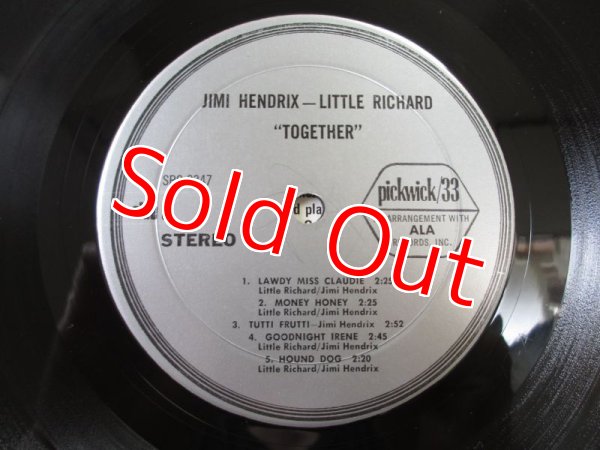 JIMI HENDRIX—LITTLE RICHARD
"TOGETHER"
pickwick/33
ARRANGEMENT WITH
ALA
RECORDS, INC.
Sold Out
STEREO
1. LAWDY MISS CLAUDIE 2:25
Little Richard/Jimi Hendrix
2. MONEY HONEY 2:25
Little Richard/Jimi Hendrix
3. TUTTI FRUTTI—Jimi Hendrix 2:52
4. GOODNIGHT IRENE 2:45
Little Richard/Jimi Hendrix
5. HOUND DOG 2:20
Little Richard/Jimi Hendrix